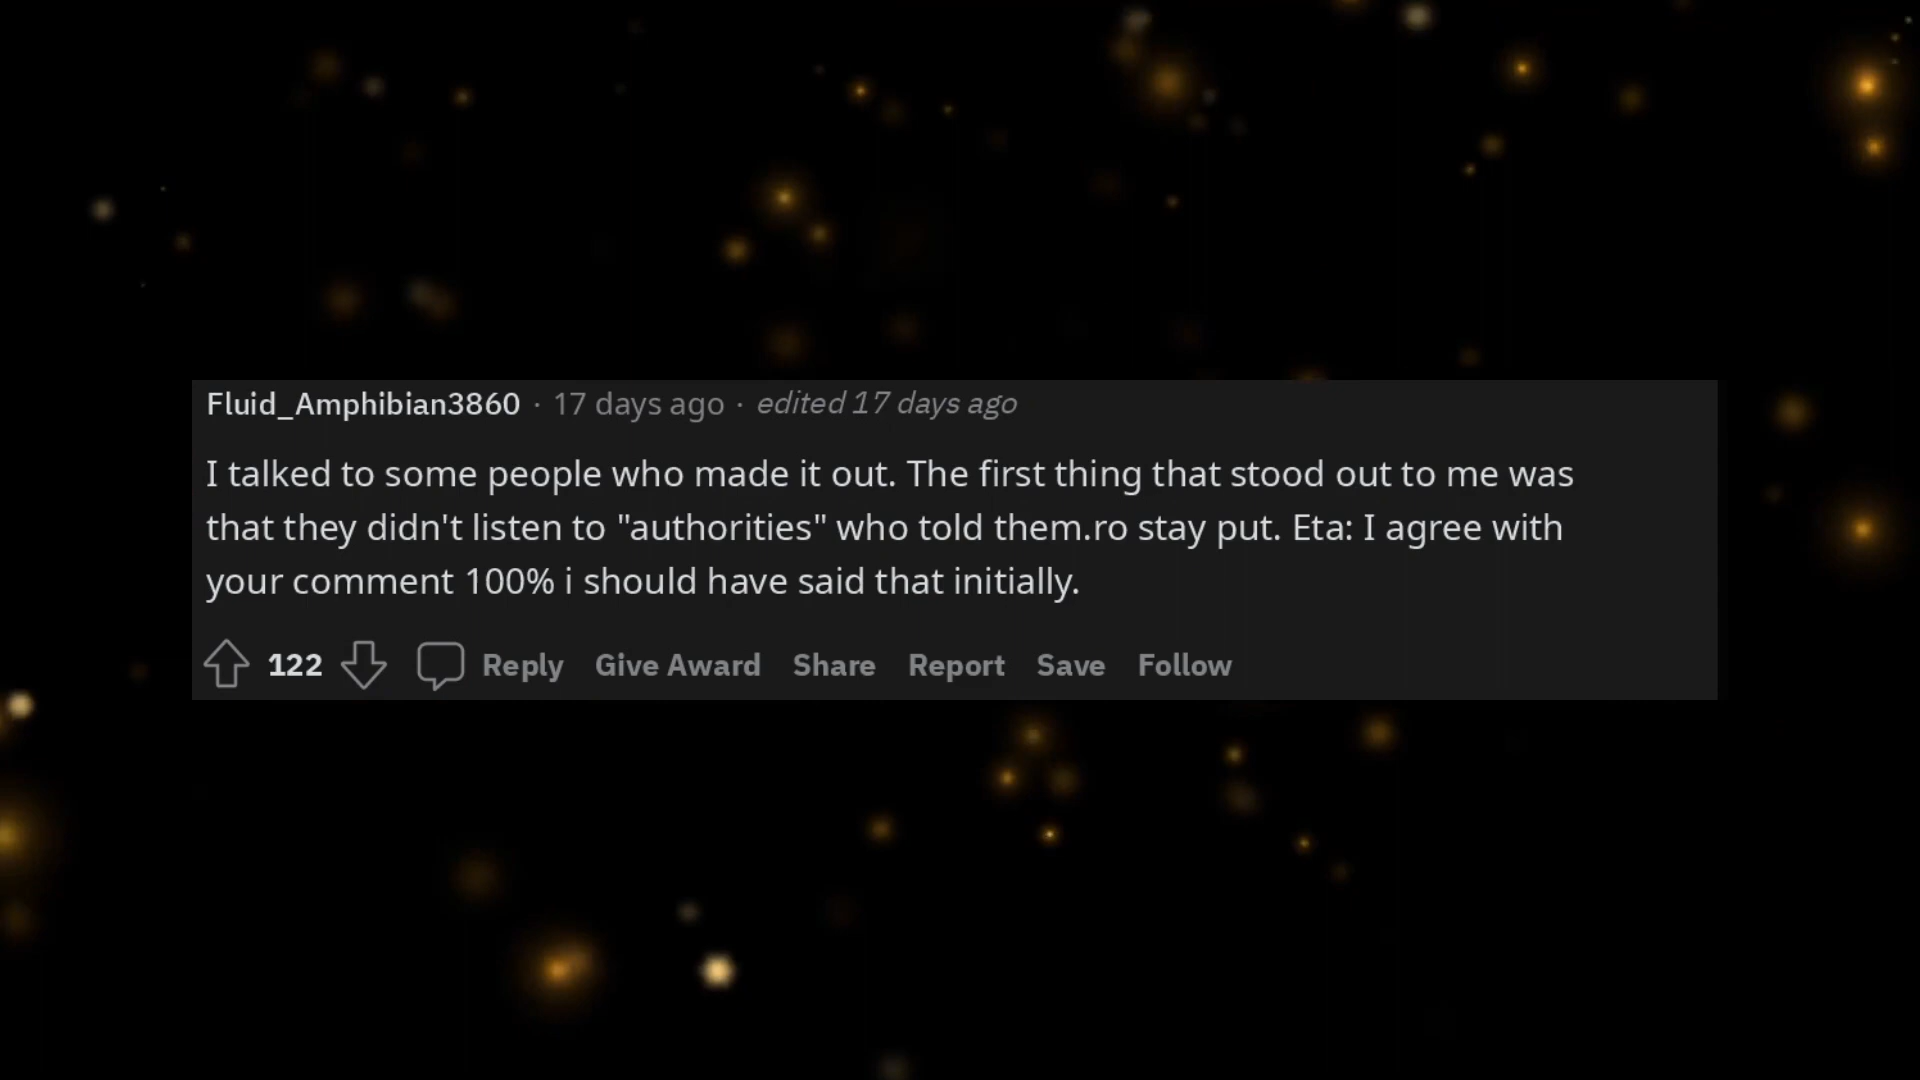 Fluid_Amphibian3860 · 17 days ago · edited 17 days ago
I talked to some people who made it out. The first thing that stood out to me was
that they didn't listen to "authorities" who told them.ro stay put. Eta: I agree with
your comment 100% i should have said that initially.
122 Reply Give Award Share Report Save Follow